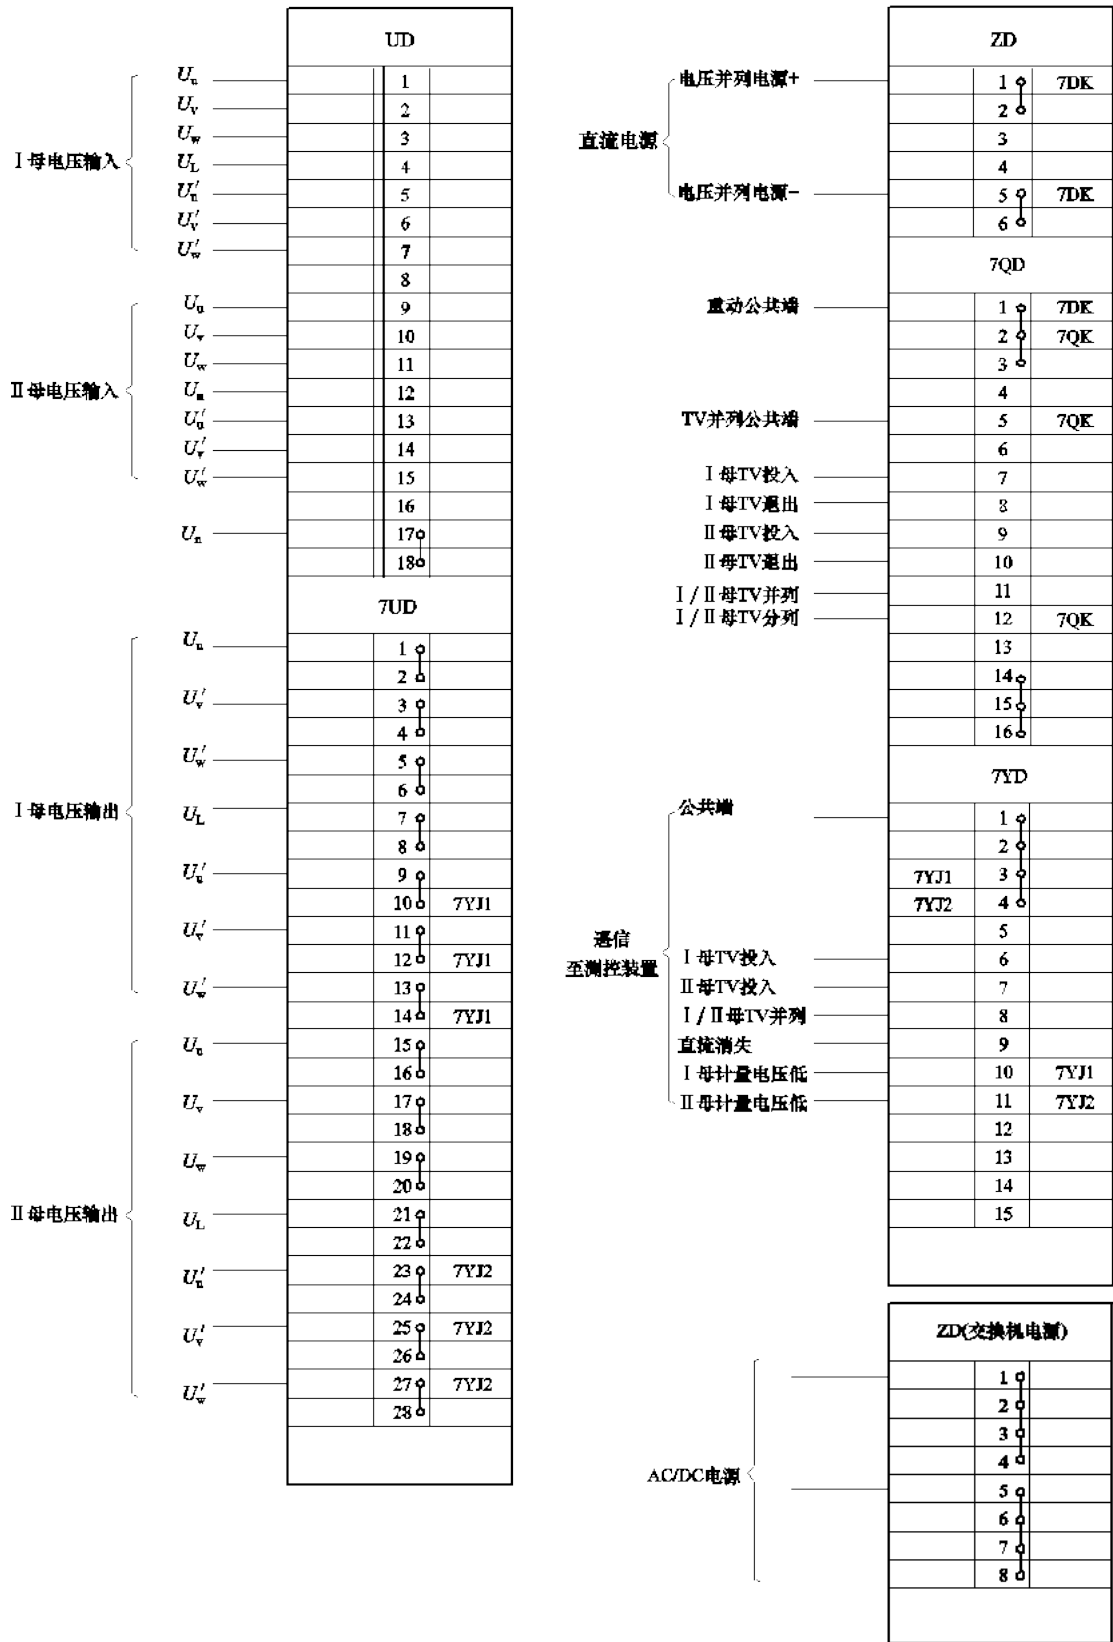 UD
Ⅰ母电压输入
Uu 1
Uv 2
Uw 3
UL 4
U'u 5
U'v 6
U'w 7
8
Ⅱ母电压输入
Uu 9
Uv 10
Uw 11
12
U'u 13
U'v 14
U'w 15
16
Un 17
18
7UD
Ⅰ母电压输出
Uu 1
2
U'v 3
4
U'w 5
6
UL 7
8
U'u 9
10 7YJ1
U'v 11
12 7YJ1
U'w 13
14 7YJ1
Ⅱ母电压输出
Uu 15
16
Uv 17
18
Uw 19
20
UL 21
22
U'u 23 7YJ2
24
U'v 25 7YJ2
26
U'w 27 7YJ2
28
ZD
直流电源
电压并列电源+ 1 7DK
2
3
4
电压并列电源- 5 7DK
6
7QD
重动公共端 1 7DK
2 7QK
3
4
TV并列公共端 5 7QK
6
Ⅰ母TV投入 7
Ⅰ母TV退出 8
Ⅱ母TV投入 9
Ⅱ母TV退出 10
Ⅰ/Ⅱ母TV并列 11
Ⅰ/Ⅱ母TV分列 12 7QK
13
14
15
16
7YD
遥信
至测控装置
公共端 1
2
7YJ1 3
7YJ2 4
5
Ⅰ母TV投入 6
Ⅱ母TV投入 7
Ⅰ/Ⅱ母TV并列 8
直流消失 9
Ⅰ母计量电压低 10 7YJ1
Ⅱ母计量电压低 11 7YJ2
12
13
14
15
ZD(交换机电源)
AC/DC电源
1
2
3
4
5
6
7
8